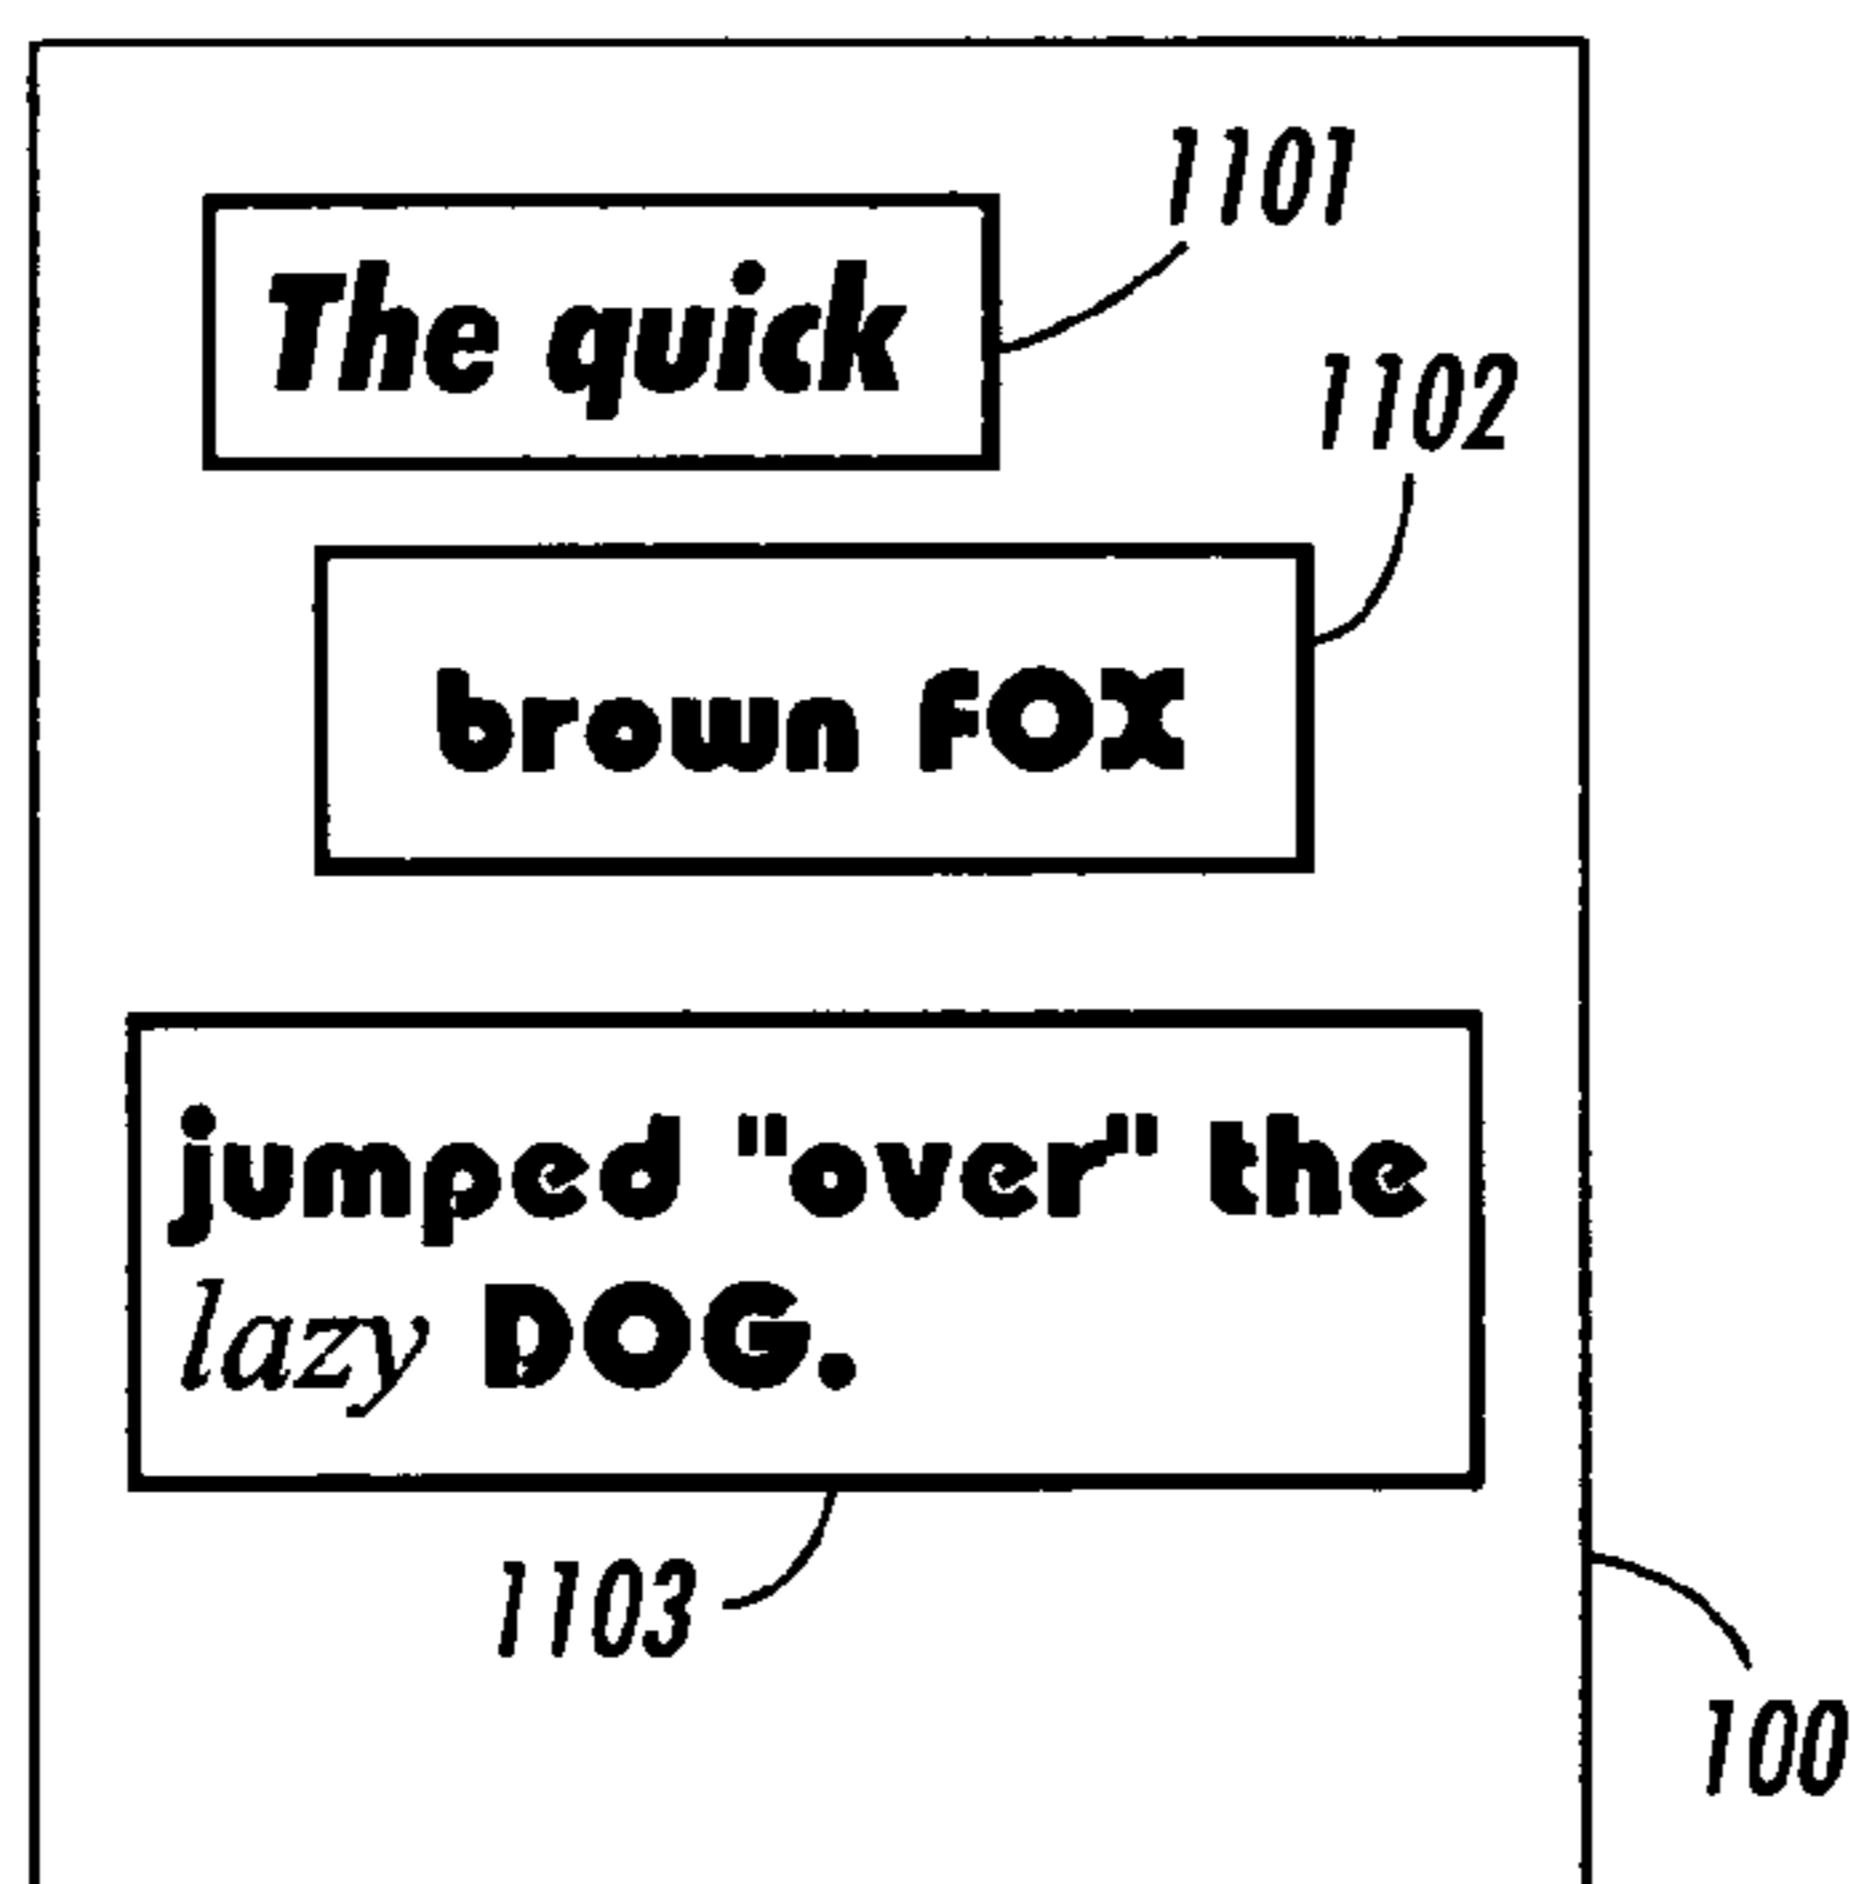 1101
The quick
1102
brown fOX
jumped "over" the
lazy DOG.
1103
100